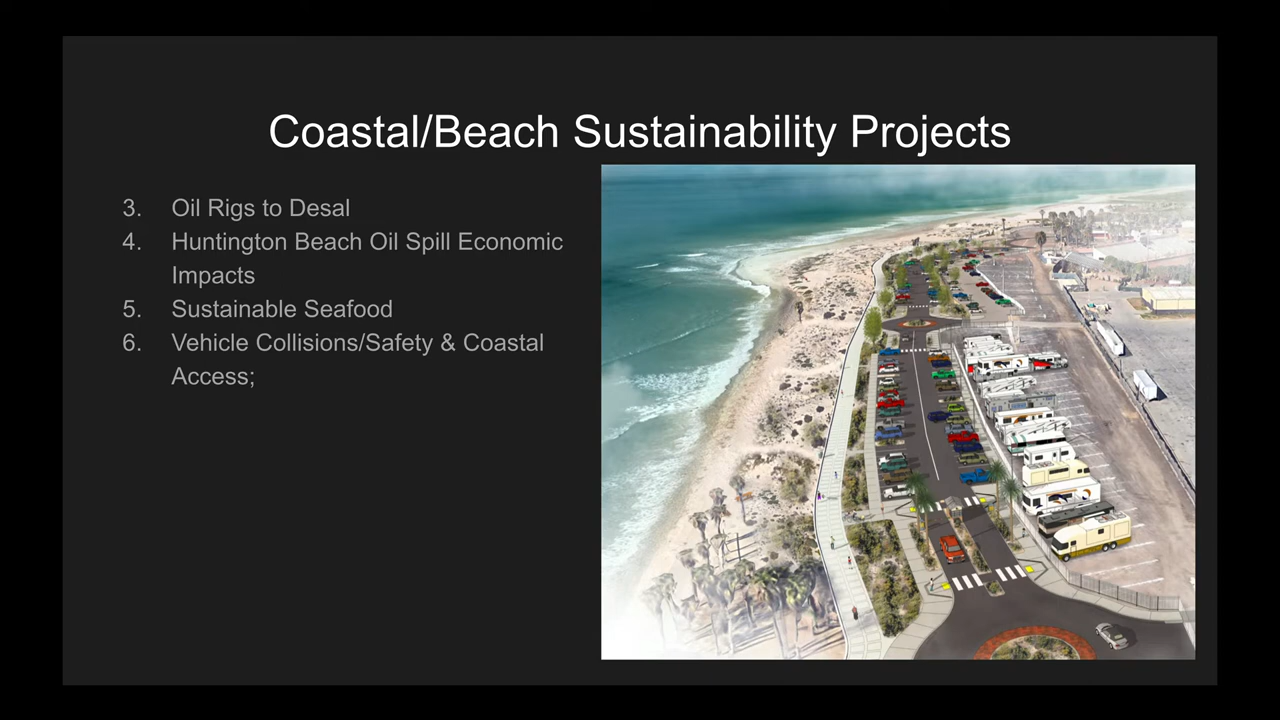 Coastal/Beach Sustainability Projects
3. Oil Rigs to Desal
4. Huntington Beach Oil Spill Economic
Impacts
5. Sustainable Seafood
6. Vehicle Collisions/Safety & Coastal
Access;